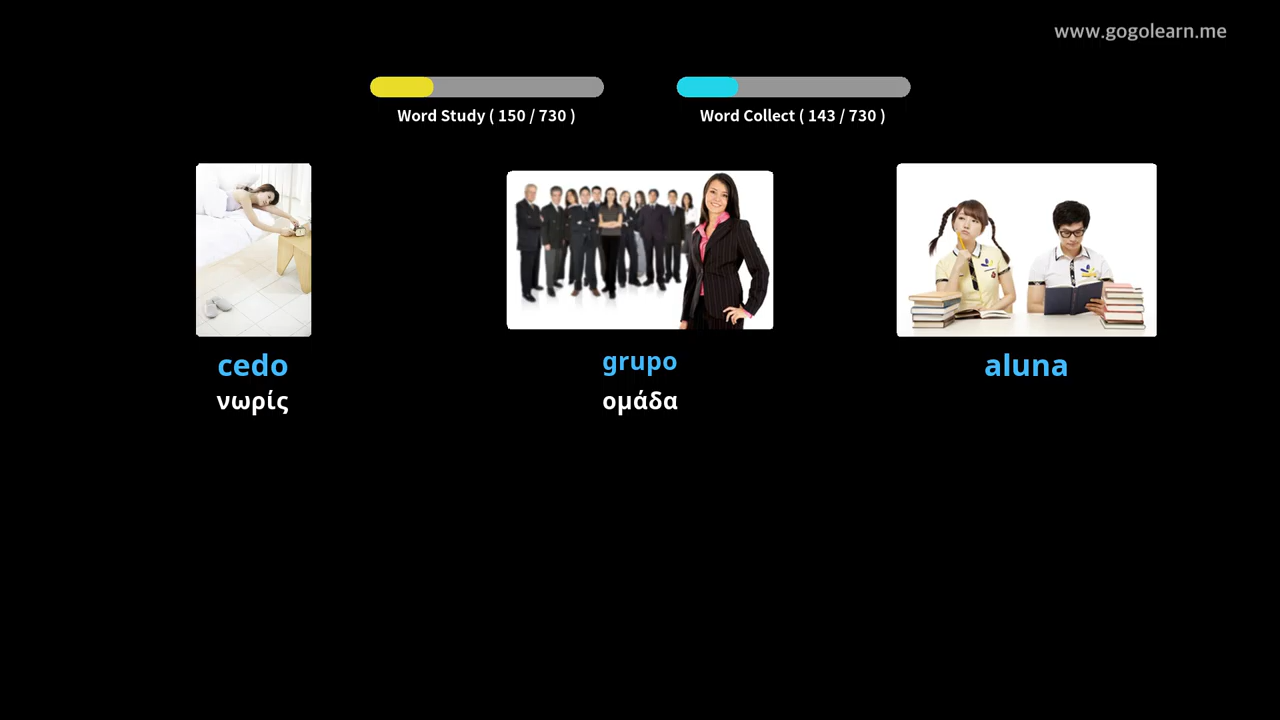 www.gogolearn.me
Word Study ( 150 / 730 )
Word Collect ( 143 / 730 )
cedo
νωρίς
grupo
ομάδα
aluna